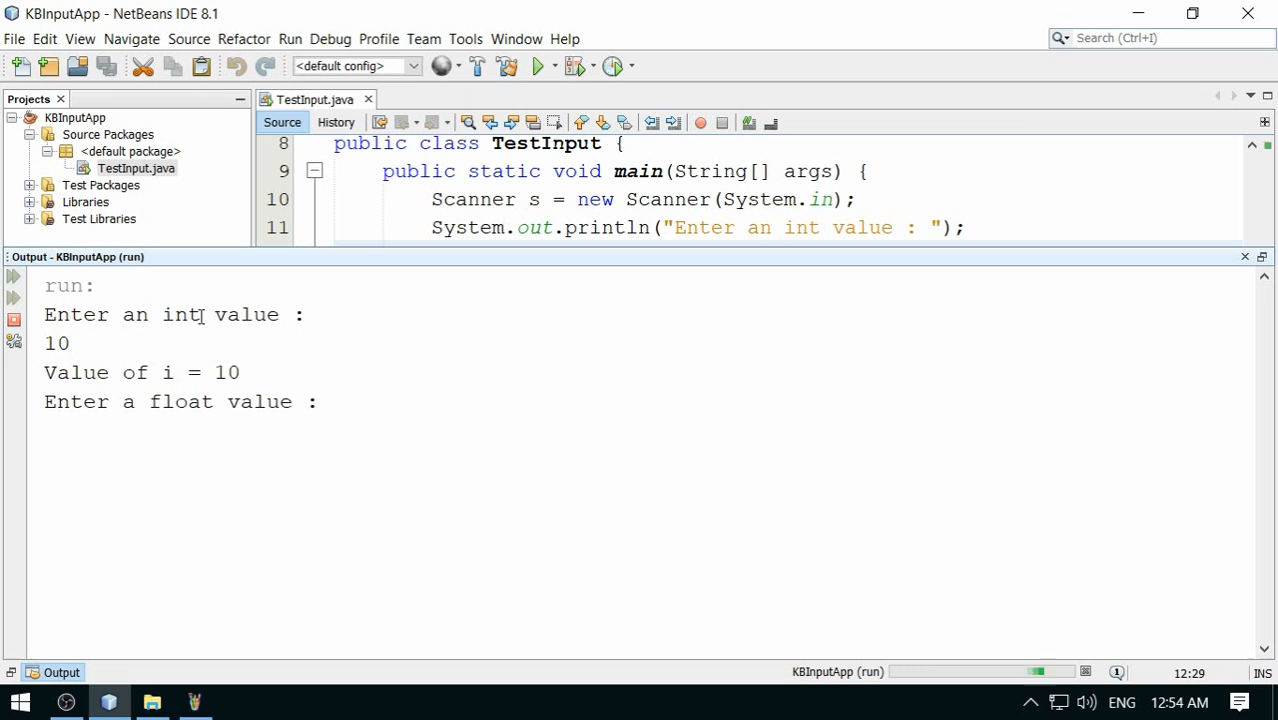 KBInputApp - NetBeans IDE 8.1
File Edit View Navigate Source Refactor Run Debug Profile Team Tools Window Help
Search (Ctrl+I)
<default config>
Projects
TestInput.java
KBInputApp
Source Packages
<default package>
TestInput.java
Test Packages
Libraries
Test Libraries
Source History
8 public class TestInput {
9 public static void main(String[] args) {
10 Scanner s = new Scanner(System.in);
11 System.out.println("Enter an int value : ");
Output - KBInputApp (run)
run:
Enter an int value :
10
Value of i = 10
Enter a float value :
Output
KBInputApp (run)
1
12:29
INS
ENG
12:54 AM